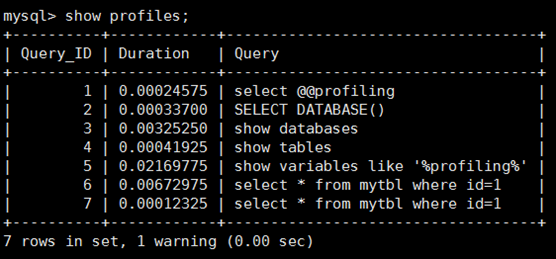 mysql> show profiles;
+----------+------------+-----------------------------------+
| Query_ID | Duration   | Query                             |
+----------+------------+-----------------------------------+
|        1 | 0.00024575 | select @@profiling                |
|        2 | 0.00033700 | SELECT DATABASE()                 |
|        3 | 0.00325250 | show databases                    |
|        4 | 0.00041925 | show tables                       |
|        5 | 0.02169775 | show variables like '%profiling%' |
|        6 | 0.00672975 | select * from mytbl where id=1    |
|        7 | 0.00012325 | select * from mytbl where id=1    |
+----------+------------+-----------------------------------+
7 rows in set, 1 warning (0.00 sec)